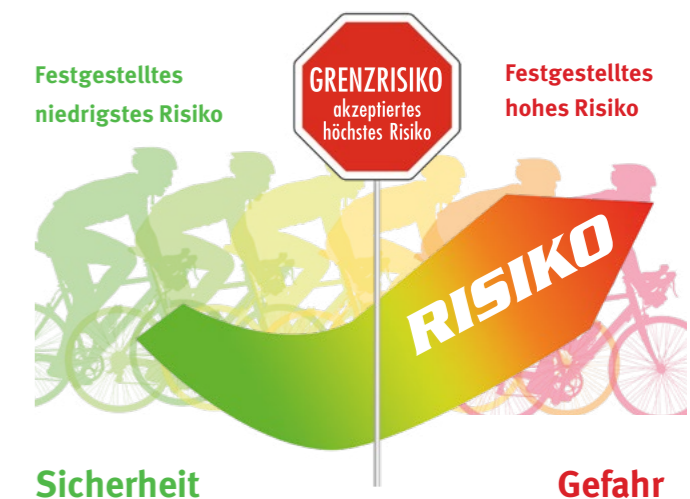 Festgestelltes
niedrigstes Risiko
GRENZRISIKO
akzeptiertes
höchstes Risiko
Festgestelltes
hohes Risiko
RISIKO
Sicherheit
Gefahr